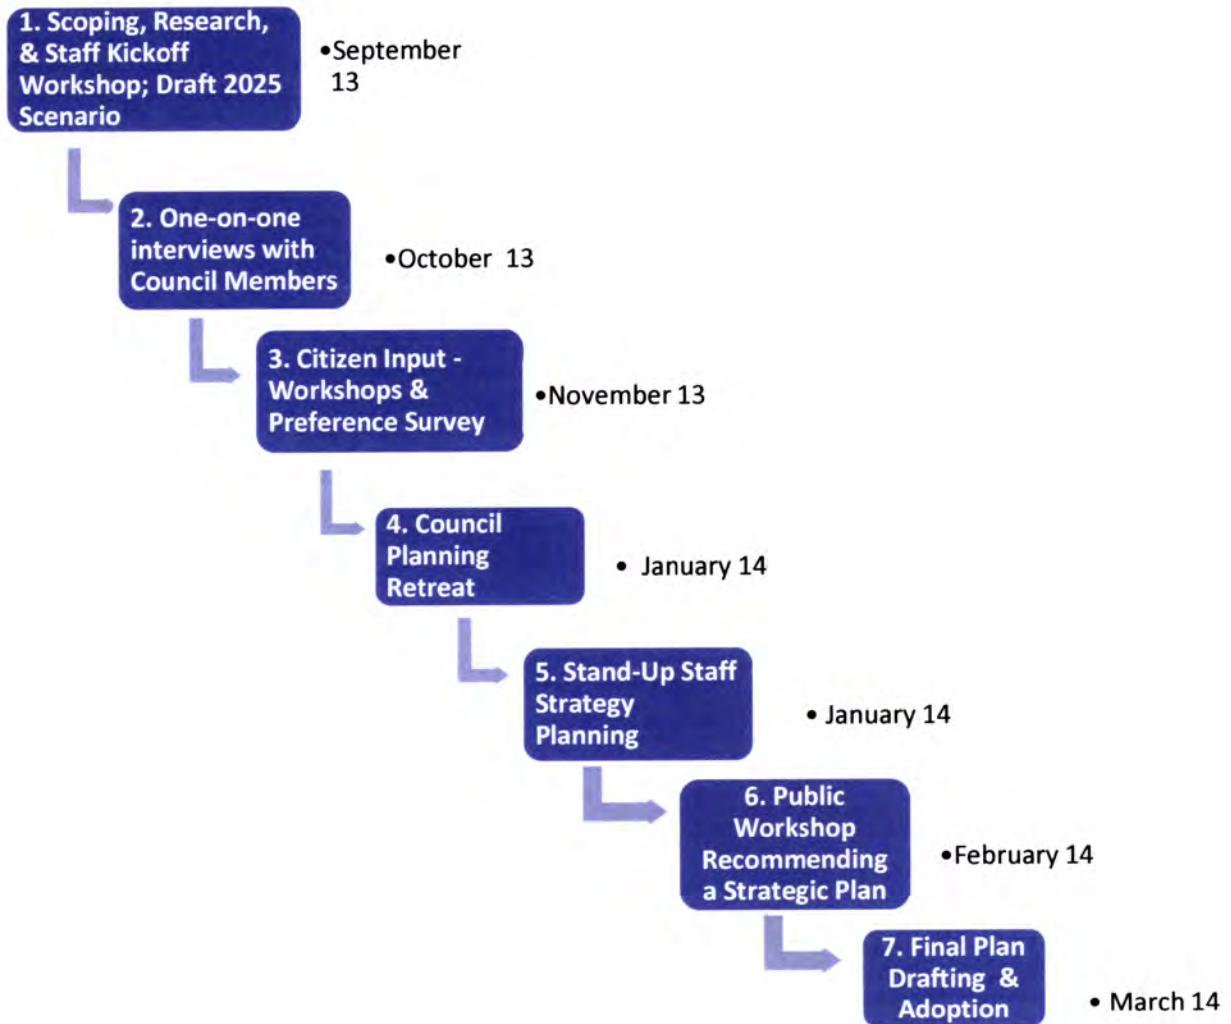 1. Scoping, Research,
& Staff Kickoff
Workshop; Draft 2025
Scenario
•September
13
2. One-on-one
interviews with
Council Members
•October 13
3. Citizen Input -
Workshops &
Preference Survey
•November 13
4. Council
Planning
Retreat
• January 14
5. Stand-Up Staff
Strategy
Planning
• January 14
6. Public
Workshop
Recommending
a Strategic Plan
•February 14
7. Final Plan
Drafting &
Adoption
• March 14